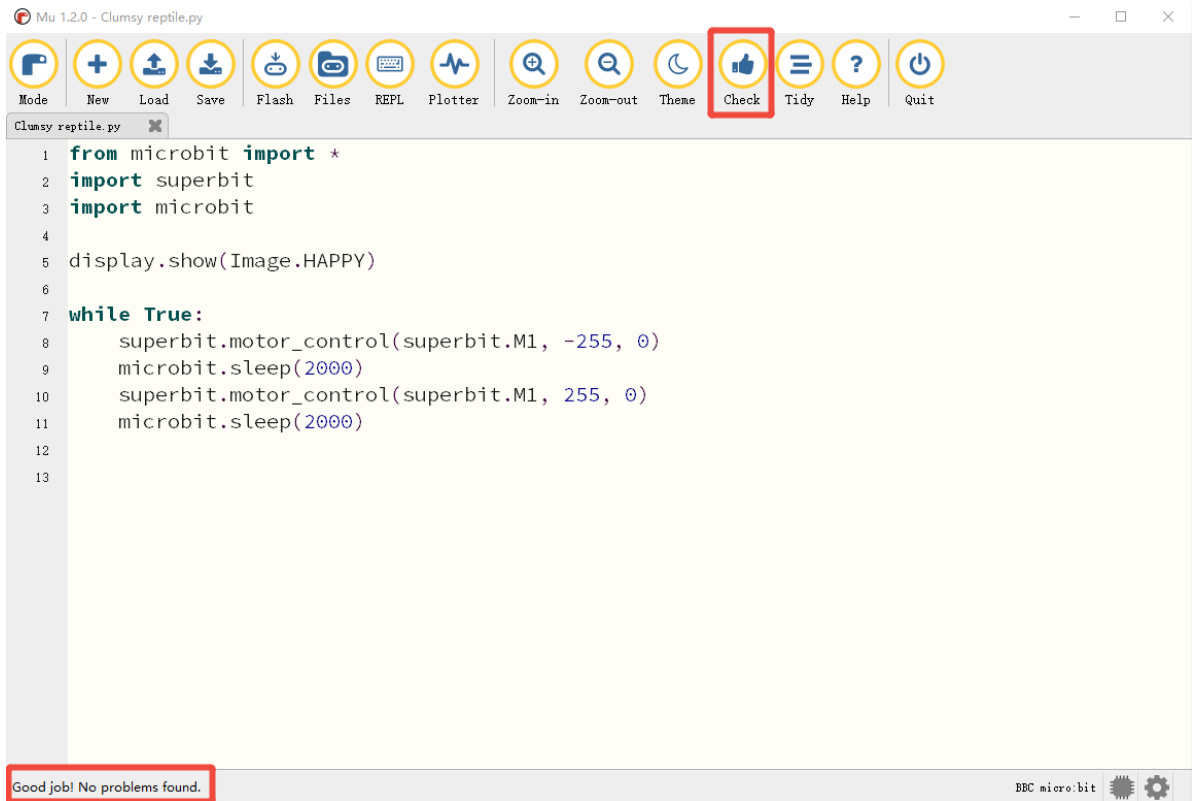 Mu 1.2.0 - Clumsy reptile.py
Mode New Load Save Flash Files REPL Plotter Zoom-in Zoom-out Theme Check Tidy Help Quit
Clumsy reptile.py
1 from microbit import *
2 import superbit
3 import microbit
4
5 display.show(Image.HAPPY)
6
7 while True:
8     superbit.motor_control(superbit.M1, -255, 0)
9     microbit.sleep(2000)
10     superbit.motor_control(superbit.M1, 255, 0)
11     microbit.sleep(2000)
12
13
Good job! No problems found.
BBC micro:bit